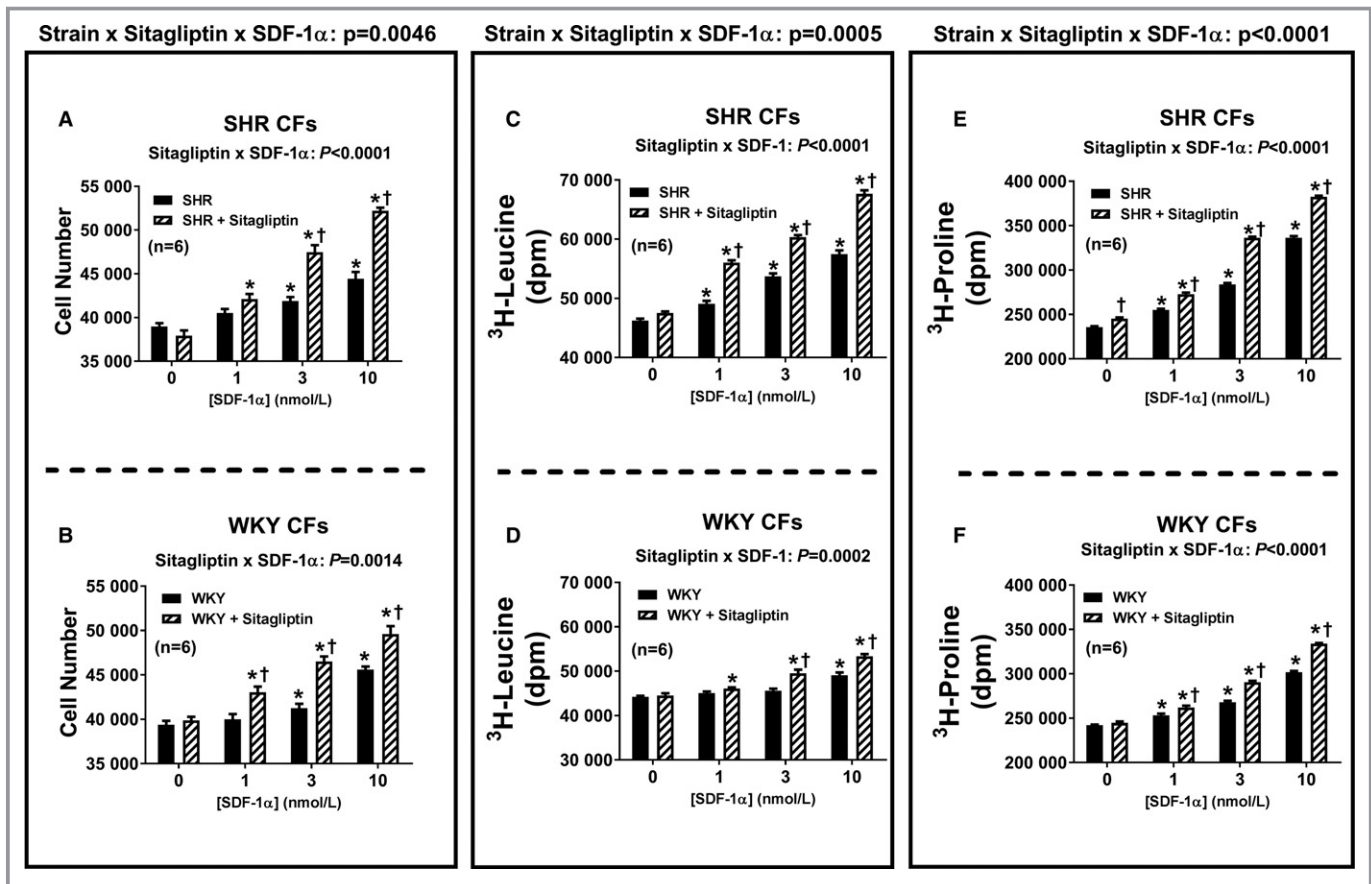 Strain x Sitagliptin x SDF-1α: p=0.0046
A
SHR CFs
Sitagliptin x SDF-1α: P<0.0001
55 000
50 000
45 000
40 000
35 000
Cell Number
SHR
SHR + Sitagliptin
(n=6)
*
*
*†
*
*†
0 1 3 10
[SDF-1α] (nmol/L)
B
WKY CFs
Sitagliptin x SDF-1α: P=0.0014
55 000
50 000
45 000
40 000
35 000
Cell Number
WKY
WKY + Sitagliptin
(n=6)
*†
*
*†
*
*†
0 1 3 10
[SDF-1α] (nmol/L)
Strain x Sitagliptin x SDF-1α: p=0.0005
C
SHR CFs
Sitagliptin x SDF-1: P<0.0001
70 000
60 000
50 000
40 000
³H-Leucine
(dpm)
SHR
SHR + Sitagliptin
(n=6)
*
*†
*
*†
*
*†
0 1 3 10
[SDF-1α] (nmol/L)
D
WKY CFs
Sitagliptin x SDF-1: P=0.0002
70 000
60 000
50 000
40 000
30 000
³H-Leucine
(dpm)
WKY
WKY + Sitagliptin
(n=6)
*
*†
*
*†
0 1 3 10
[SDF-1α] (nmol/L)
Strain x Sitagliptin x SDF-1α: p<0.0001
E
SHR CFs
Sitagliptin x SDF-1α: P<0.0001
400 000
350 000
300 000
250 000
200 000
³H-Proline
(dpm)
SHR
SHR + Sitagliptin
(n=6)
†
*
*†
*
*†
*
*†
0 1 3 10
[SDF-1α] (nmol/L)
F
WKY CFs
Sitagliptin x SDF-1α: P<0.0001
400 000
350 000
300 000
250 000
200 000
³H-Proline
(dpm)
WKY
WKY + Sitagliptin
(n=6)
*
*†
*
*†
*
*†
0 1 3 10
[SDF-1α] (nmol/L)